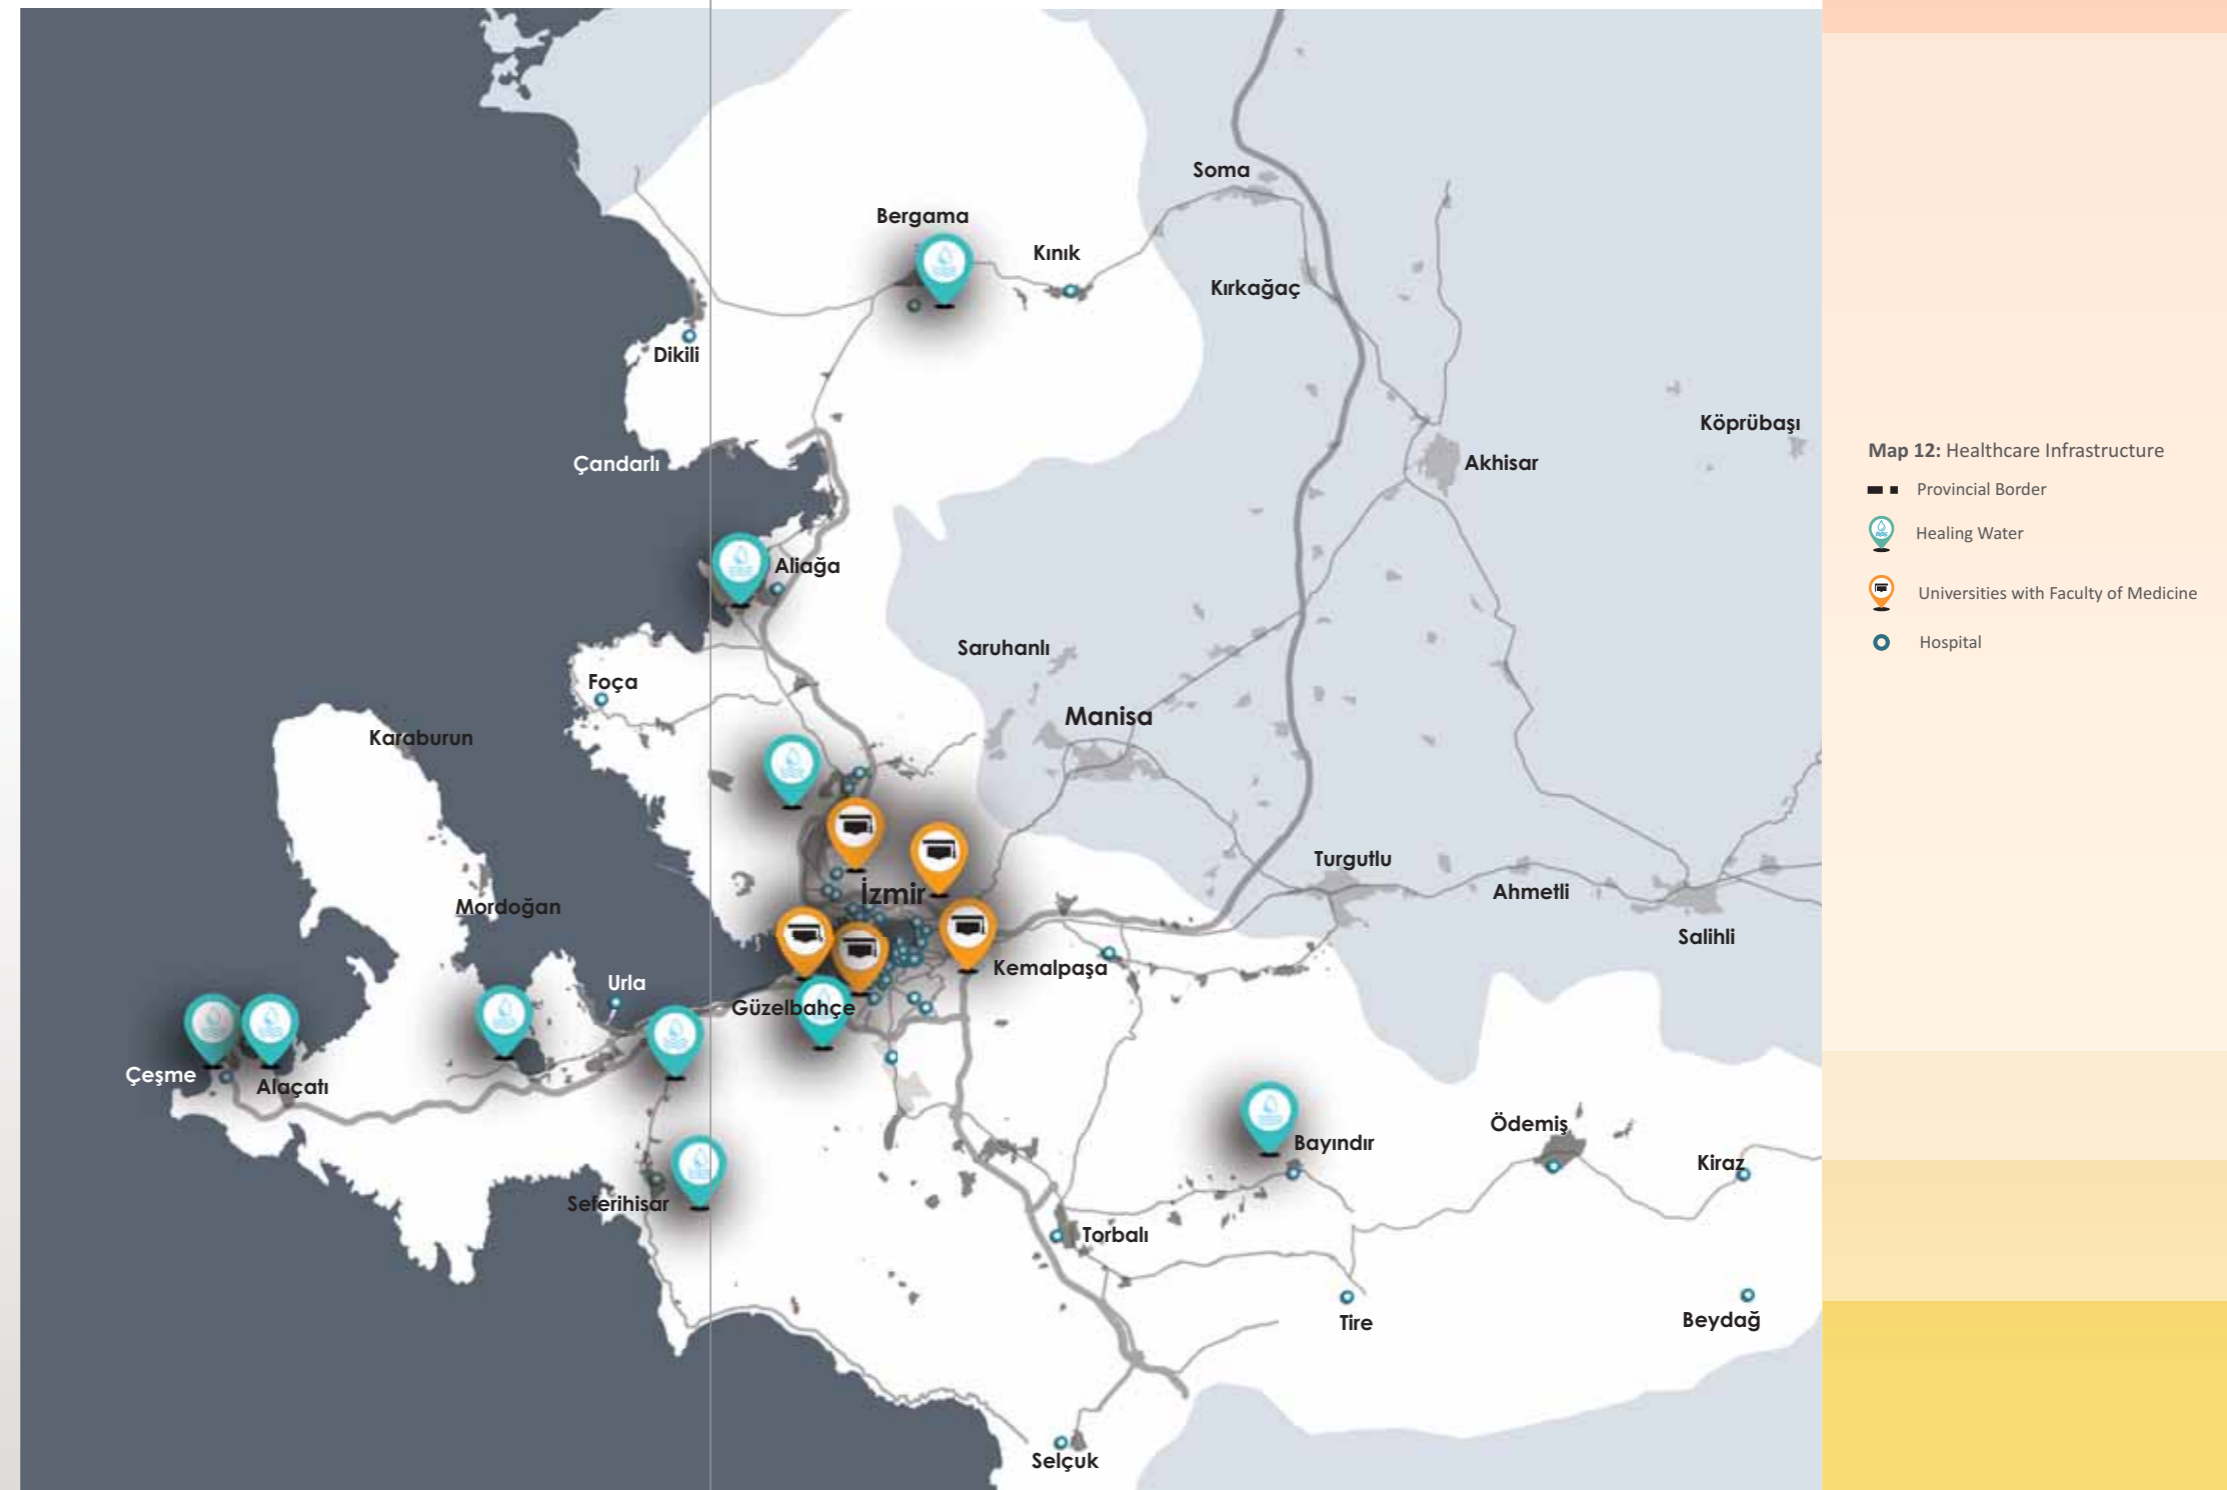 Soma
Bergama
Kınık
Kırkağaç
Dikili
Köprübaşı
Çandarlı
Akhisar
Aliağa
Saruhanlı
Foça
Manisa
Karaburun
Turgutlu
İzmir
Ahmetli
Mordoğan
Salihli
Kemalpaşa
Urla
Güzelbahçe
Çeşme
Alaçatı
Ödemiş
Bayındır
Kiraz
Seferihisar
Torbalı
Tire
Beydağ
Selçuk
Map 12: Healthcare Infrastructure
Provincial Border
Healing Water
Universities with Faculty of Medicine
Hospital